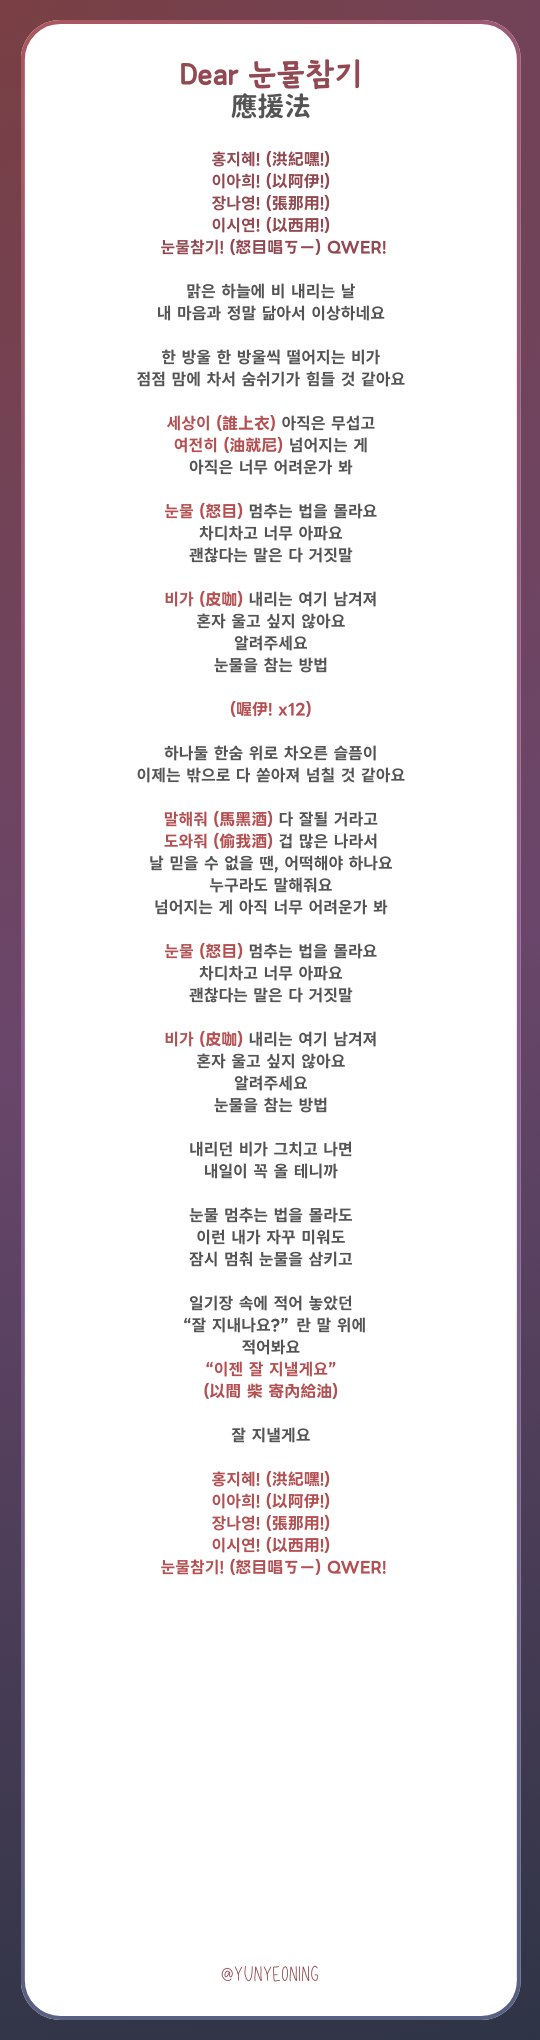 Dear 눈물참기
應援法
홍지혜! (洪紀嘿!)
이아희! (以阿伊!)
장나영! (張那用!)
이시연! (以西用!)
눈물참기! (怒目唱ㄎㄧ) QWER!
맑은 하늘에 비 내리는 날
내 마음과 정말 닮아서 이상하네요
한 방울 한 방울씩 떨어지는 비가
점점 맘에 차서 숨쉬기가 힘들 것 같아요
세상이 (誰上衣) 아직은 무섭고
여전히 (油就尼) 넘어지는 게
아직은 너무 어려운가 봐
눈물 (怒目) 멈추는 법을 몰라요
차디차고 너무 아파요
괜찮다는 말은 다 거짓말
비가 (皮咖) 내리는 여기 남겨져
혼자 울고 싶지 않아요
알려주세요
눈물을 참는 방법
(喔伊! x12)
하나둘 한숨 위로 차오른 슬픔이
이제는 밖으로 다 쏟아져 넘칠 것 같아요
말해줘 (馬黑酒) 다 잘될 거라고
도와줘 (偷我酒) 겁 많은 나라서
날 믿을 수 없을 땐, 어떡해야 하나요
누구라도 말해줘요
넘어지는 게 아직 너무 어려운가 봐
눈물 (怒目) 멈추는 법을 몰라요
차디차고 너무 아파요
괜찮다는 말은 다 거짓말
비가 (皮咖) 내리는 여기 남겨져
혼자 울고 싶지 않아요
알려주세요
눈물을 참는 방법
내리던 비가 그치고 나면
내일이 꼭 올 테니까
눈물 멈추는 법을 몰라도
이런 내가 자꾸 미워도
잠시 멈춰 눈물을 삼키고
일기장 속에 적어 놓았던
“잘 지내나요?” 란 말 위에
적어봐요
“이젠 잘 지낼게요”
(以間 柴 寄內給油)
잘 지낼게요
홍지혜! (洪紀嘿!)
이아희! (以阿伊!)
장나영! (張那用!)
이시연! (以西用!)
눈물참기! (怒目唱ㄎㄧ) QWER!
@YUNYEONING